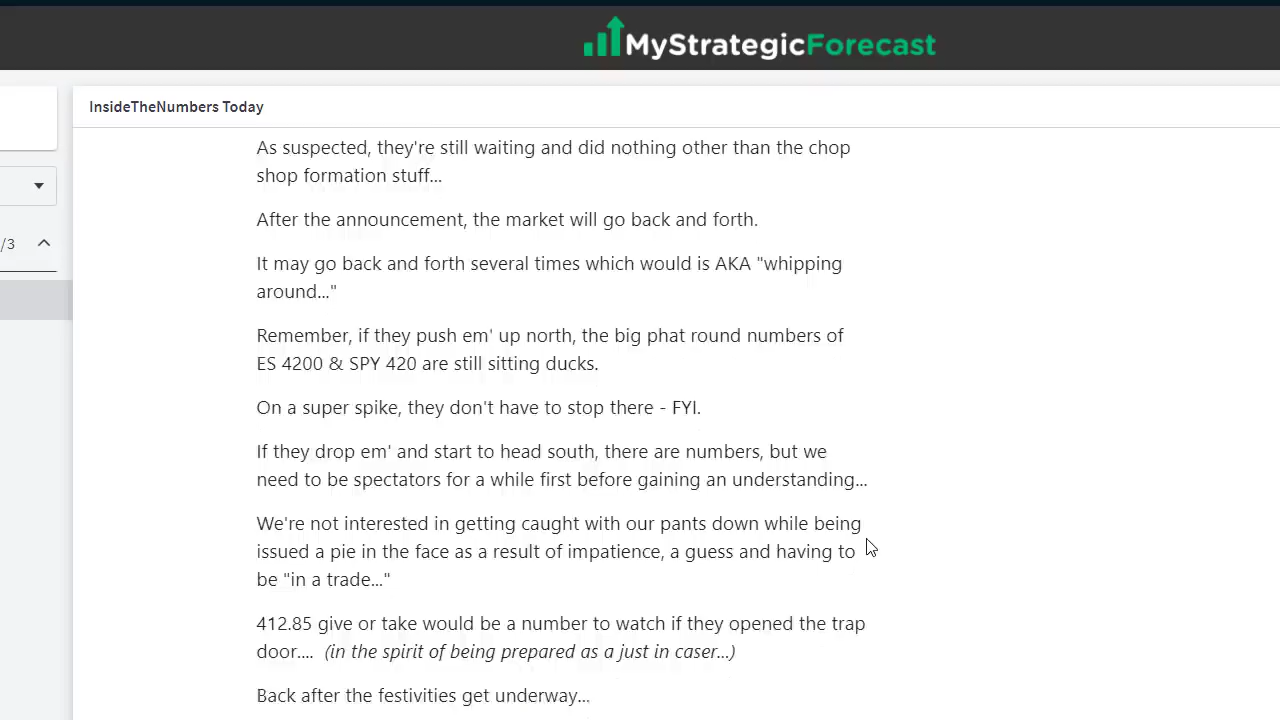 MyStrategicForecast
InsideTheNumbers Today
As suspected, they're still waiting and did nothing other than the chop
shop formation stuff...
After the announcement, the market will go back and forth.
/3
It may go back and forth several times which would is AKA "whipping
around..."
Remember, if they push em' up north, the big phat round numbers of
ES 4200 & SPY 420 are still sitting ducks.
On a super spike, they don't have to stop there - FYI.
If they drop em' and start to head south, there are numbers, but we
need to be spectators for a while first before gaining an understanding...
We're not interested in getting caught with our pants down while being
issued a pie in the face as a result of impatience, a guess and having to
be "in a trade..."
412.85 give or take would be a number to watch if they opened the trap
door.... (in the spirit of being prepared as a just in caser...)
Back after the festivities get underway...